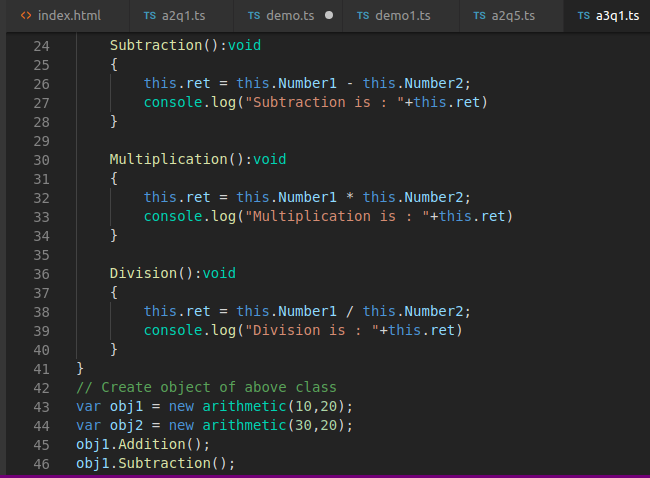 index.html TS a2q1.ts TS demo.ts TS demo1.ts TS a2q5.ts TS a3q1.ts
24 Subtraction():void
25 {
26 this.ret = this.Number1 - this.Number2;
27 console.log("Subtraction is : "+this.ret)
28 }
29
30 Multiplication():void
31 {
32 this.ret = this.Number1 * this.Number2;
33 console.log("Multiplication is : "+this.ret)
34 }
35
36 Division():void
37 {
38 this.ret = this.Number1 / this.Number2;
39 console.log("Division is : "+this.ret)
40 }
41 }
42 // Create object of above class
43 var obj1 = new arithmetic(10,20);
44 var obj2 = new arithmetic(30,20);
45 obj1.Addition();
46 obj1.Subtraction();